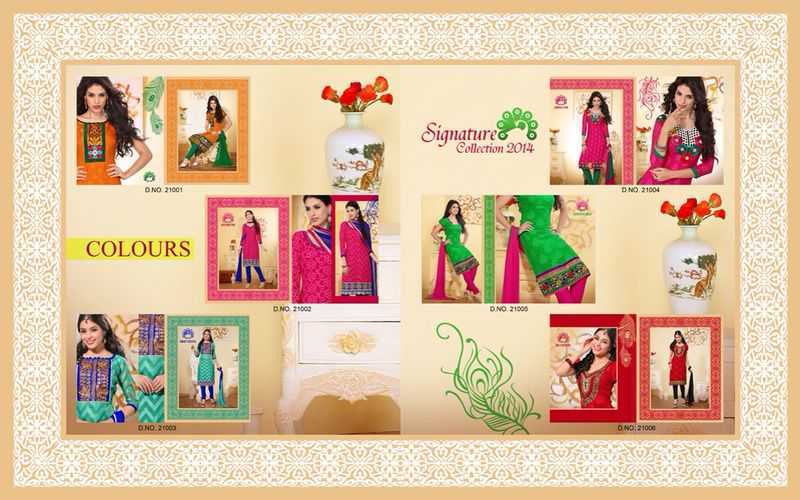 D.NO. 21001
D.NO. 21002
COLOURS
D.NO. 21003
Signature
Collection 2014
D.NO. 21004
D.NO. 21005
D.NO. 21006